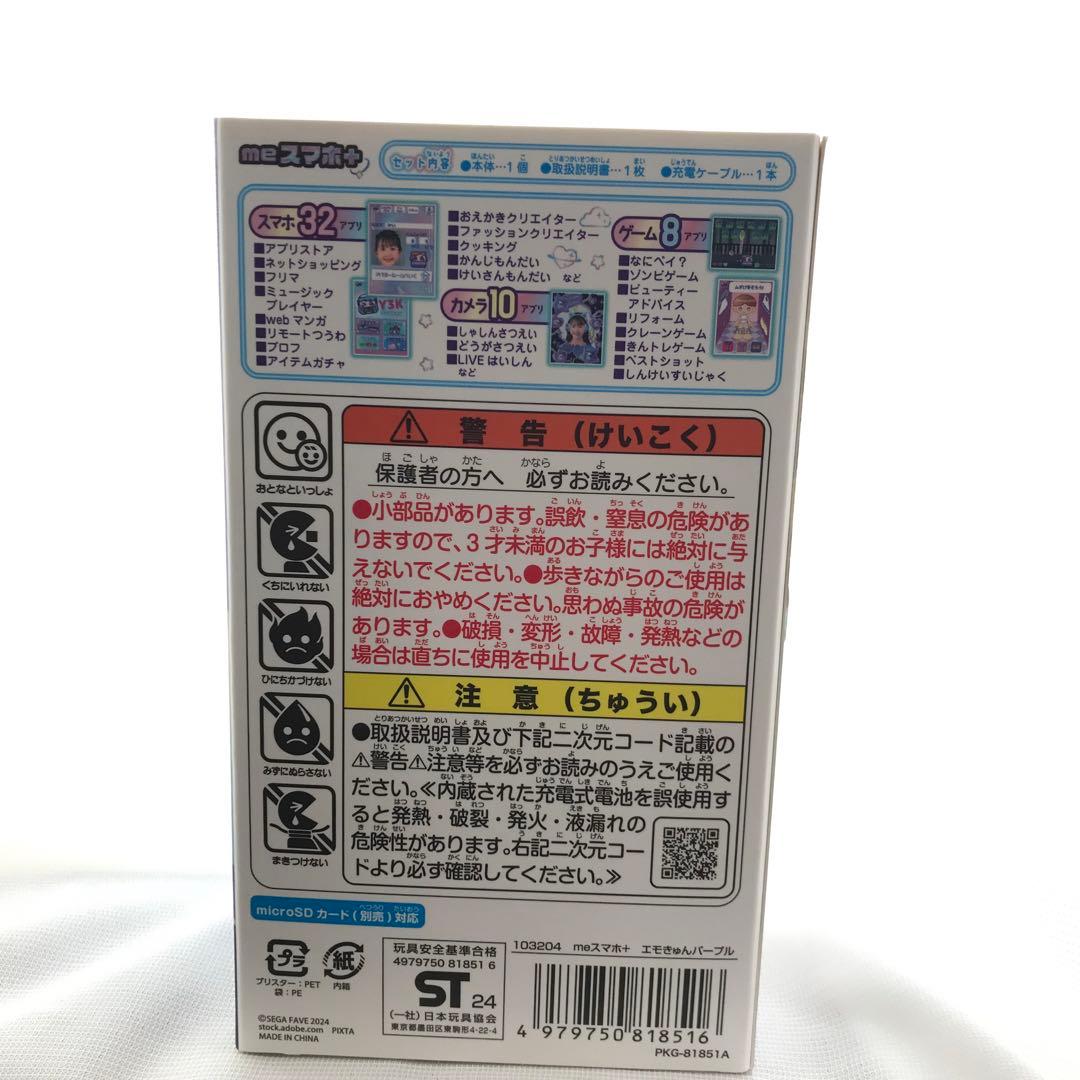 meスマホ+
セット内容 ●本体…1個 ●取扱説明書…1枚 ●充電ケーブル…1本
スマホ32アプリ
■アプリストア
■ネットショッピング
■フリマ
■ミュージック
プレイヤー
■webマンガ
■リモートつうわ
■プロフ
■アイテムガチャ
Y3K
■おえかきクリエイター
■ファッションクリエイター
■クッキング
■かんじもんだい
■けいさんもんだい など
カメラ10アプリ
■しゃしんさつえい
■どうがさつえい
■LIVEはいしん
など
ゲーム8アプリ
■なにペイ?
■ゾンビゲーム
■ビューティー
アドバイス
■リフォーム
■クレーンゲーム
■きんトレゲーム
■ベストショット
■しんけいすいじゃく
おとなといっしょ
くちにいれない
ひにちかづけない
みずにぬらさない
まきつけない
⚠ 警告(けいこく)
保護者の方へ 必ずお読みください。
●小部品があります。誤飲・窒息の危険があ
りますので、3才未満のお子様には絶対に与
えないでください。●歩きながらのご使用は
絶対におやめください。思わぬ事故の危険が
あります。●破損・変形・故障・発熱などの
場合は直ちに使用を中止してください。
⚠ 注意(ちゅうい)
●取扱説明書及び下記二次元コード記載の
⚠警告⚠注意等を必ずお読みのうえご使用く
ださい。≪内蔵された充電式電池を誤使用す
ると発熱・破裂・発火・液漏れの
危険性があります。右記二次元コー
ドより必ず確認してください。≫
microSDカード(別売)対応
プラ
ブリスター:PET
袋:PE
紙
内箱
©SEGA FAVE 2024
stock.adobe.com PIXTA
MADE IN CHINA
玩具安全基準合格
4979750 81851 6
ST 24
(一社)日本玩具協会
東京都墨田区東駒形4-22-4
103204 meスマホ+ エモきゅんパープル
4 979750 818516
PKG-81851A